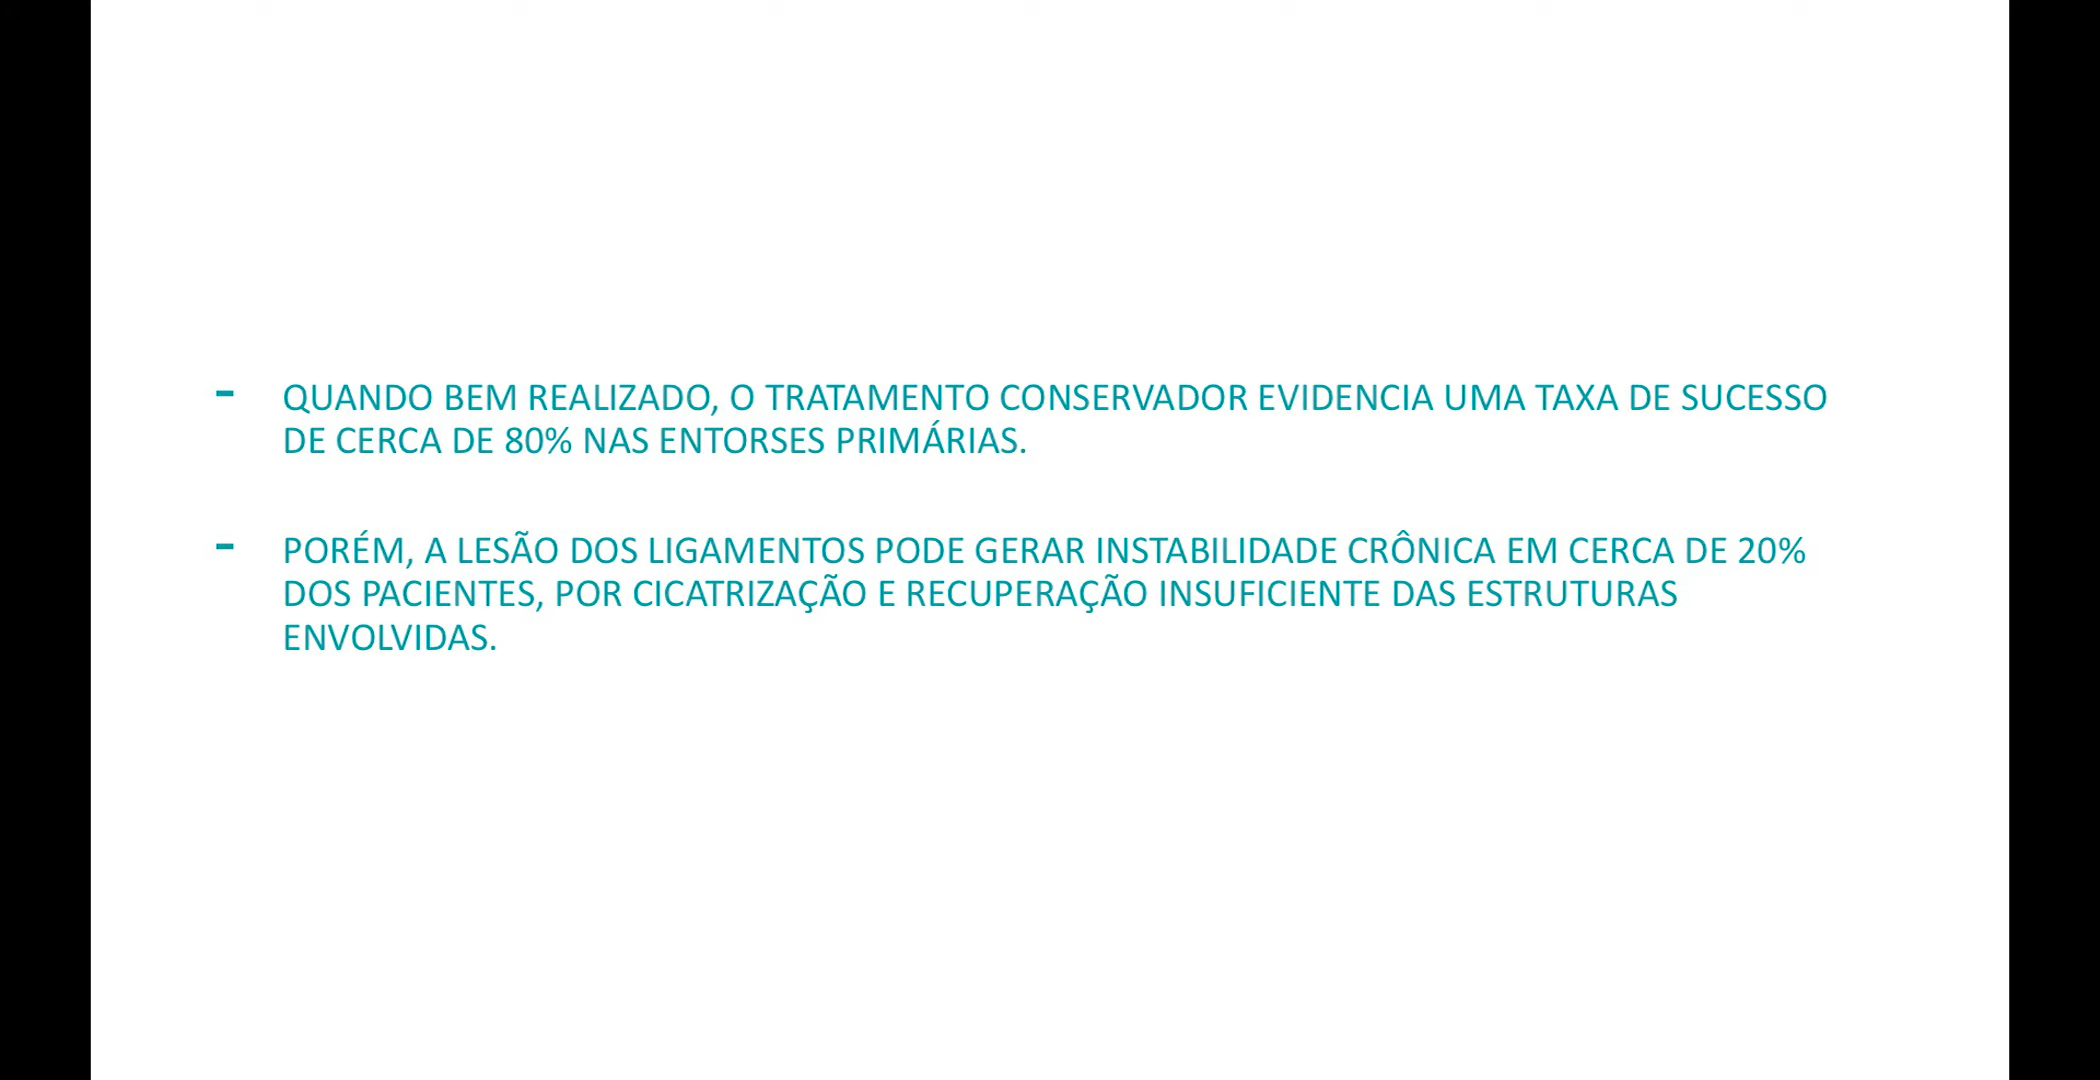 - QUANDO BEM REALIZADO, O TRATAMENTO CONSERVADOR EVIDENCIA UMA TAXA DE SUCESSO
DE CERCA DE 80% NAS ENTORSES PRIMÁRIAS.
- PORÉM, A LESÃO DOS LIGAMENTOS PODE GERAR INSTABILIDADE CRÔNICA EM CERCA DE 20%
DOS PACIENTES, POR CICATRIZAÇÃO E RECUPERAÇÃO INSUFICIENTE DAS ESTRUTURAS
ENVOLVIDAS.